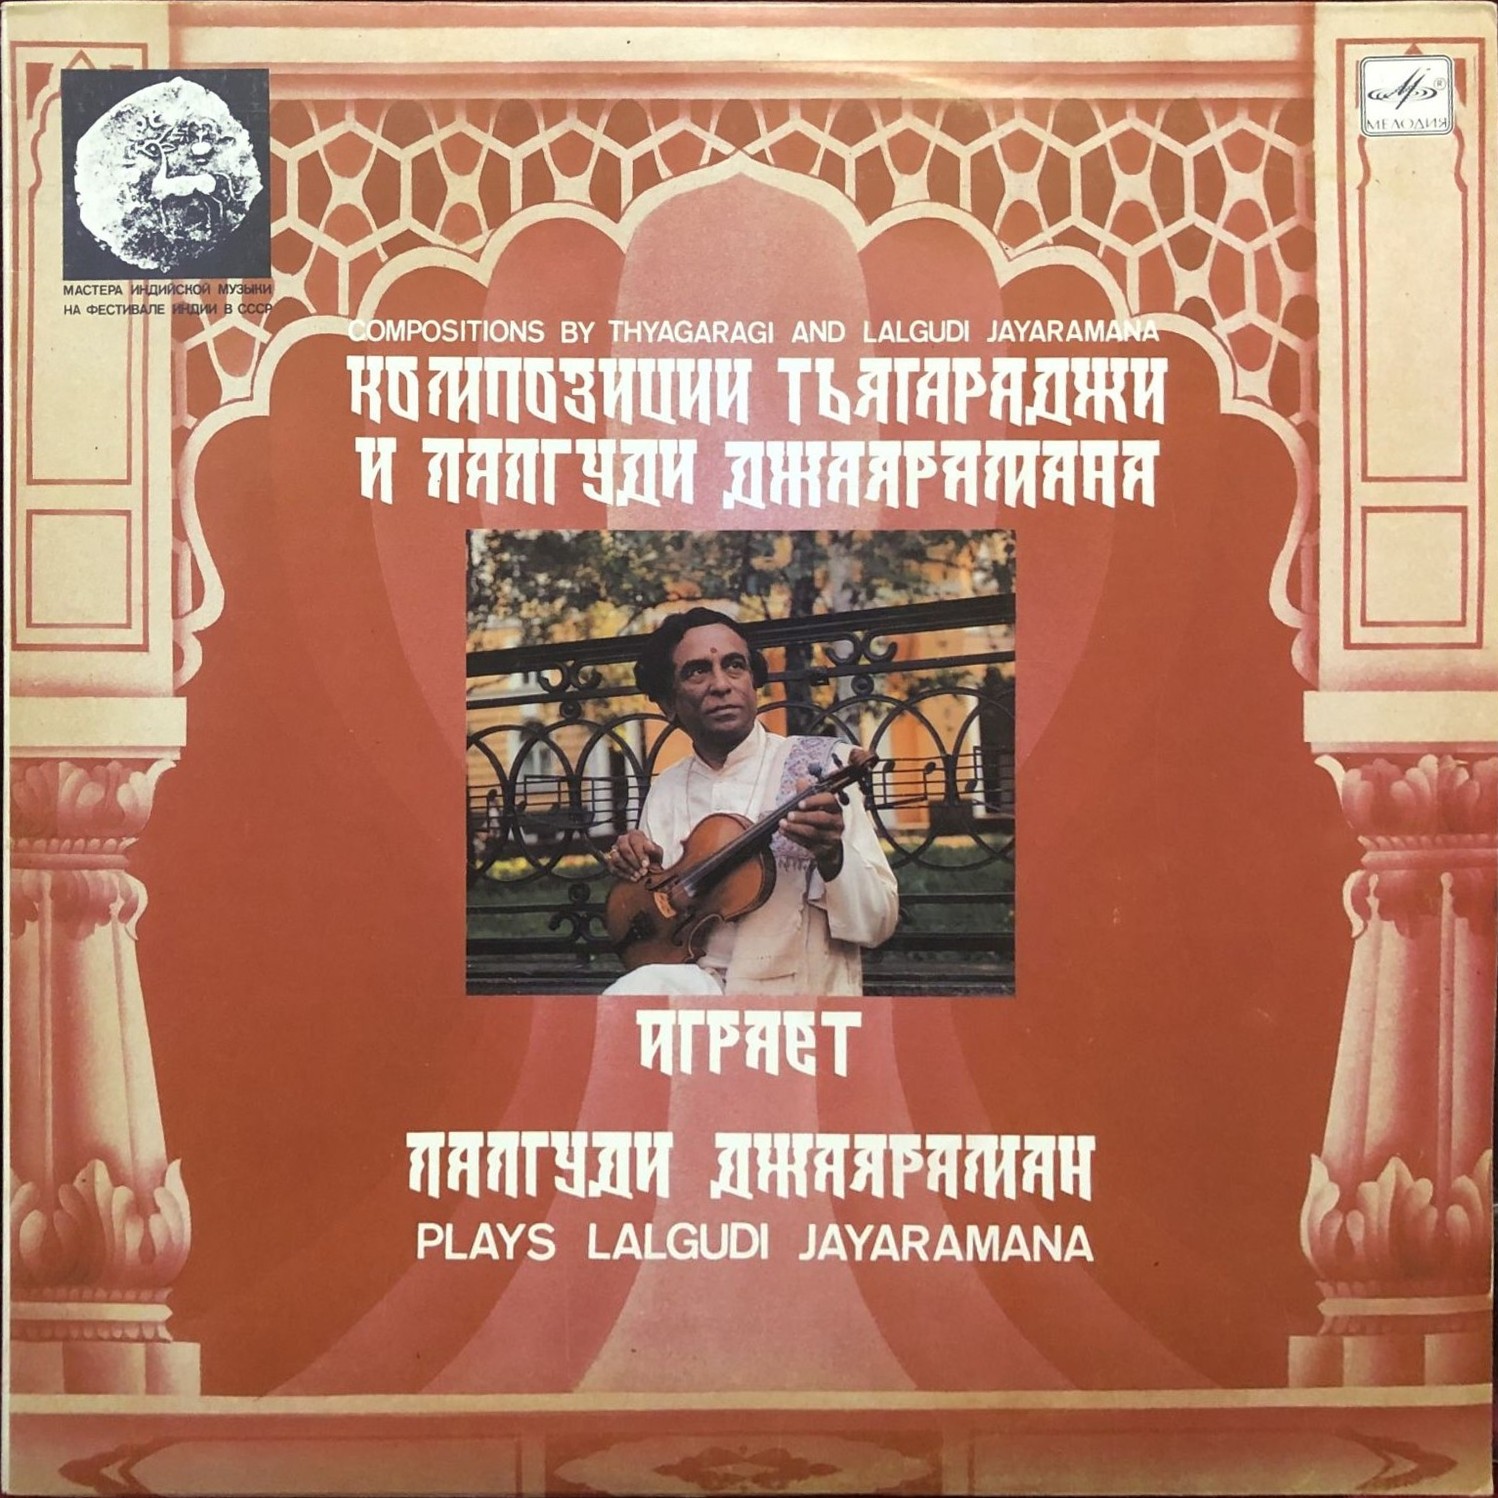 МЕЛОДИЯ
МАСТЕРА ИНДИЙСКОЙ МУЗЫКИ
НА ФЕСТИВАЛЕ ИНДИИ В СССР
COMPOSITIONS BY THYAGARAGI AND LALGUDI JAYARAMANA
КОМПОЗИЦИИ ТЬЯГАРАДЖИ
И ЛАЛГУДИ ДЖАЯРАМАНА
ИГРАЕТ
ЛАЛГУДИ ДЖАЯРАМАН
PLAYS LALGUDI JAYARAMANA